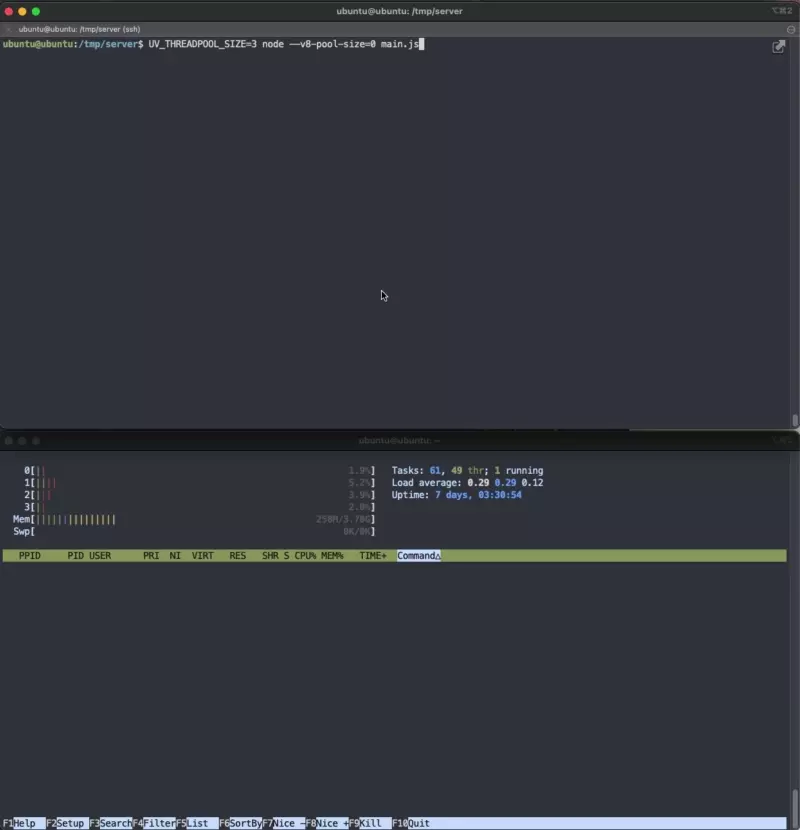 ubuntu@ubuntu: /tmp/server
⌥⌘2
ubuntu@ubuntu: /tmp/server (ssh)
ubuntu@ubuntu:/tmp/server$ UV_THREADPOOL_SIZE=3 node --v8-pool-size=0 main.js
ubuntu@ubuntu: ~
0[|| 1.9%] Tasks: 61, 49 thr; 1 running
1[|||| 5.2%] Load average: 0.29 0.29 0.12
2[||| 3.9%] Uptime: 7 days, 03:30:54
3[|| 2.0%]
Mem[||||||||||||||| 258M/3.78G]
Swp[ 0K/0K]
PPID PID USER PRI NI VIRT RES SHR S CPU% MEM% TIME+ Command△
F1Help F2Setup F3SearchF4FilterF5List F6SortByF7Nice -F8Nice +F9Kill F10Quit